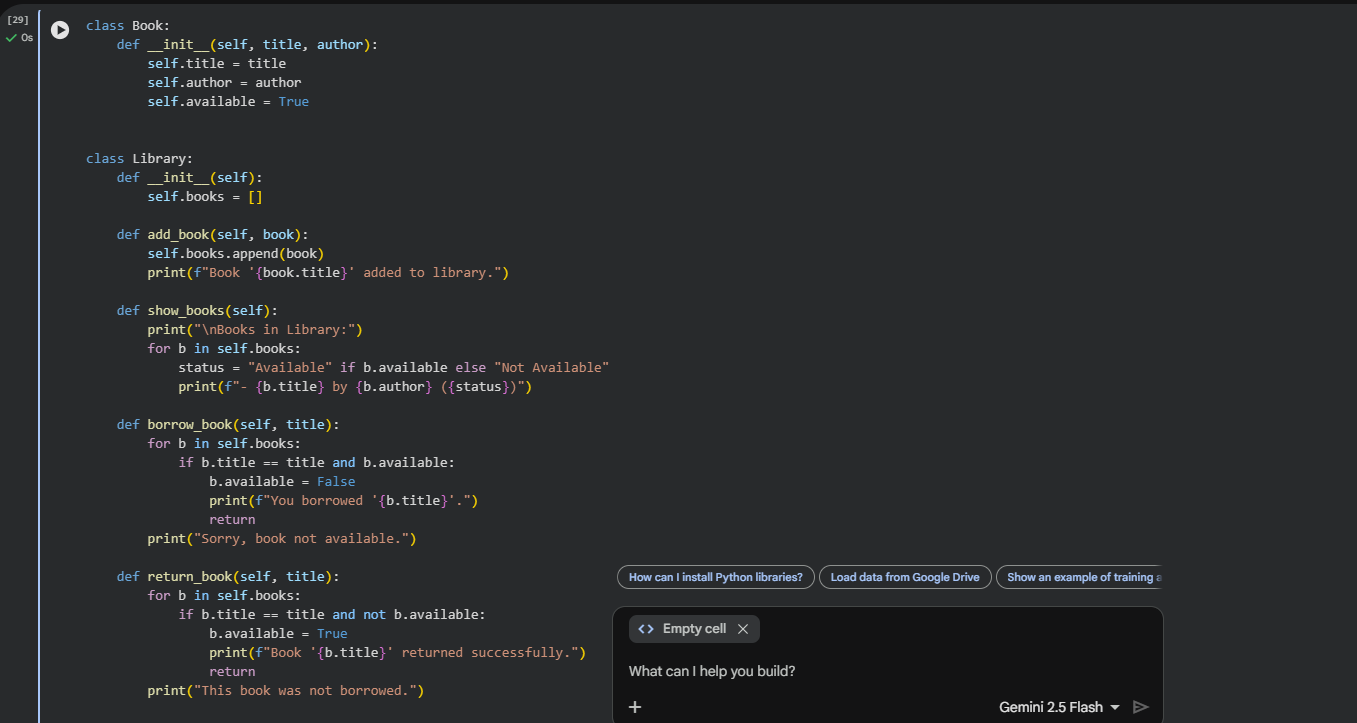 [29]
0s
class Book:
    def __init__(self, title, author):
        self.title = title
        self.author = author
        self.available = True
class Library:
    def __init__(self):
        self.books = []
    def add_book(self, book):
        self.books.append(book)
        print(f"Book '{book.title}' added to library.")
    def show_books(self):
        print("\nBooks in Library:")
        for b in self.books:
            status = "Available" if b.available else "Not Available"
            print(f"- {b.title} by {b.author} ({status})")
    def borrow_book(self, title):
        for b in self.books:
            if b.title == title and b.available:
                b.available = False
                print(f"You borrowed '{b.title}'.")
                return
        print("Sorry, book not available.")
    def return_book(self, title):
        for b in self.books:
            if b.title == title and not b.available:
                b.available = True
                print(f"Book '{b.title}' returned successfully.")
                return
        print("This book was not borrowed.")
How can I install Python libraries?
Load data from Google Drive
Show an example of training a
<> Empty cell
What can I help you build?
Gemini 2.5 Flash